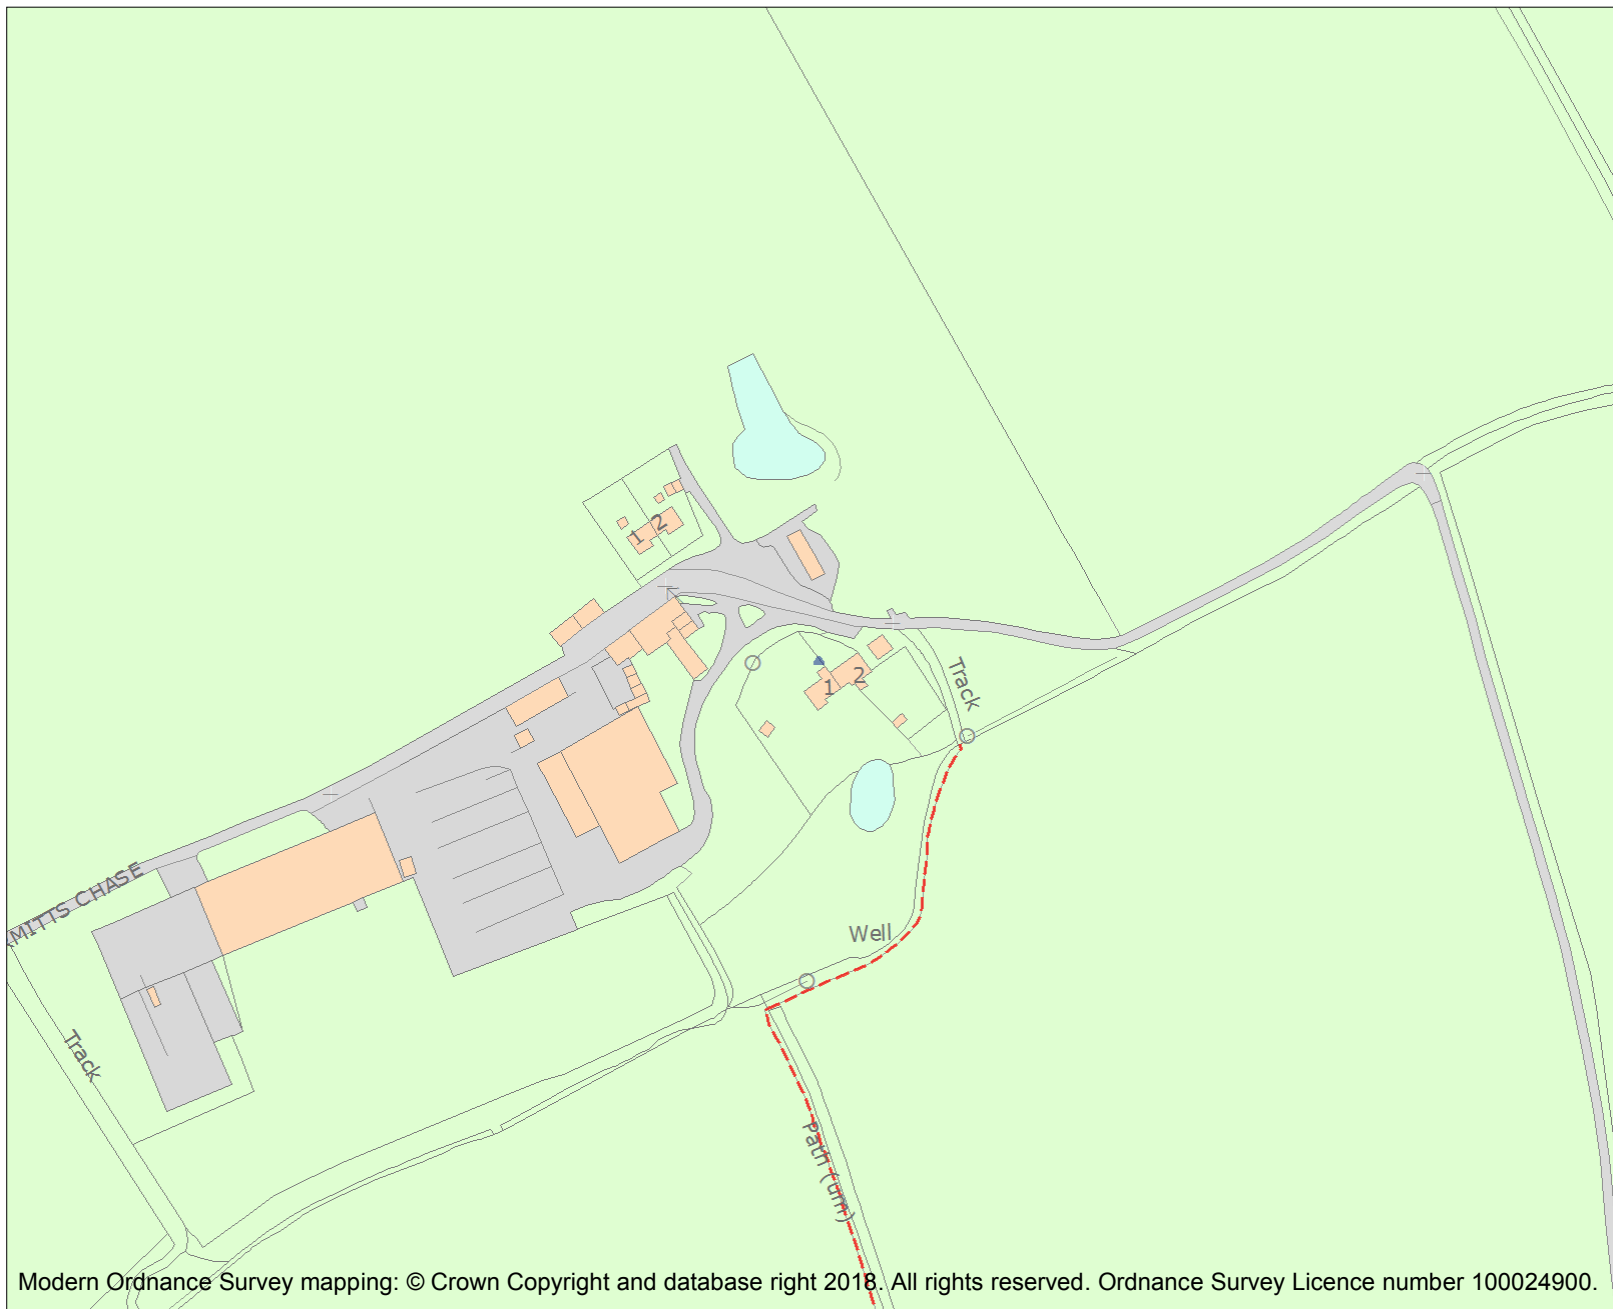 1 2
1 2
Track
MITTS CHASE
Well
Track
Path (um)
Modern Ordnance Survey mapping: © Crown Copyright and database right 2018. All rights reserved. Ordnance Survey Licence number 100024900.